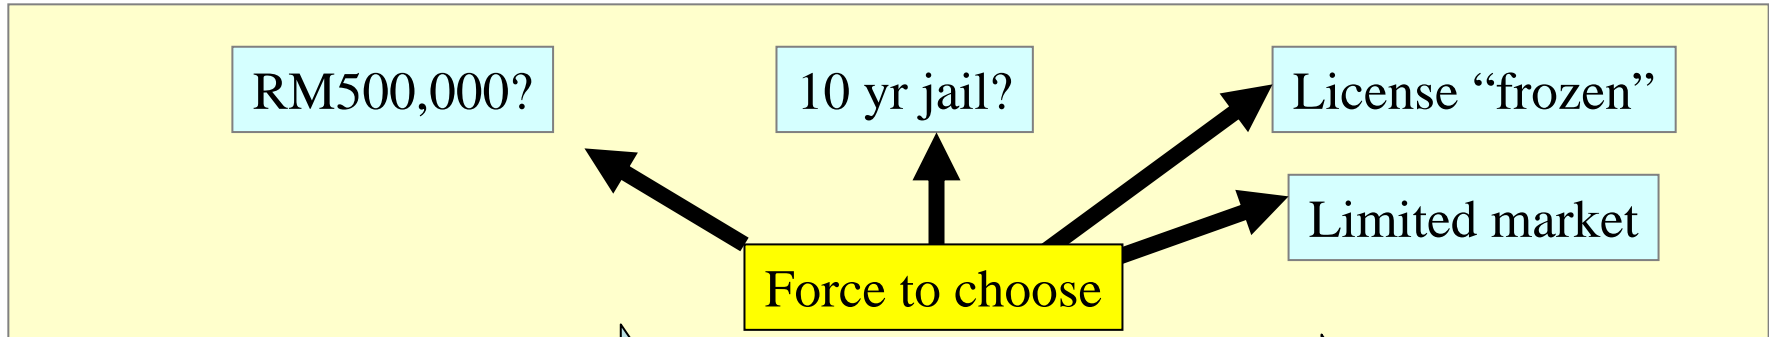 RM500,000?
10 yr jail?
License “frozen”
Limited market
Force to choose